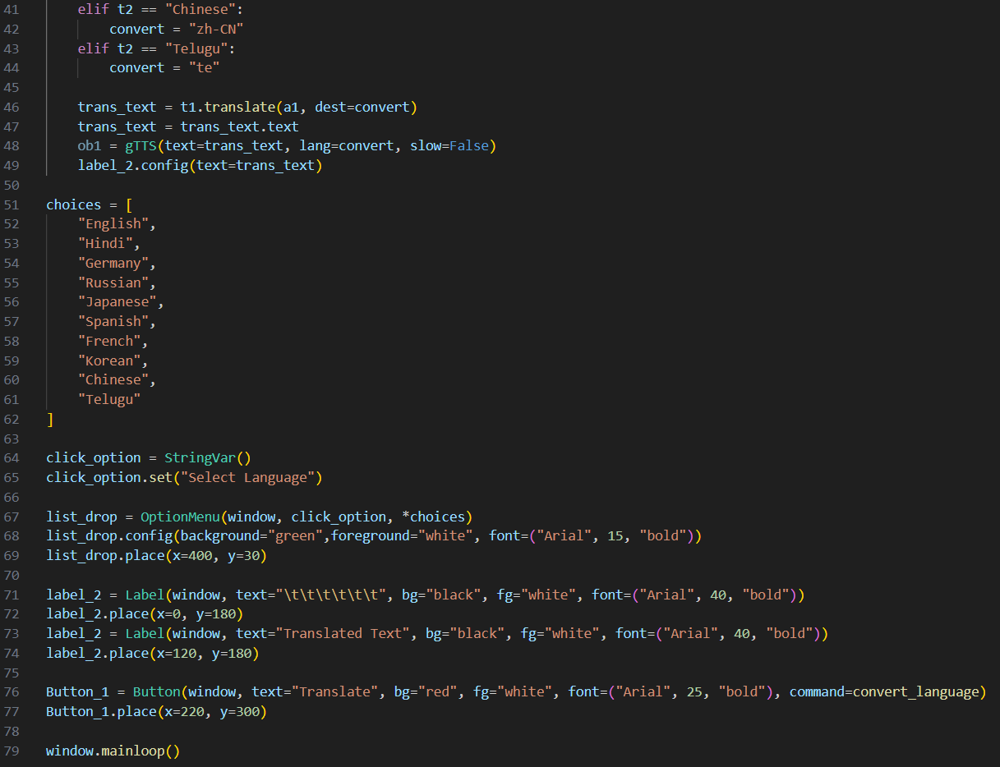 41 elif t2 == "Chinese":
42 convert = "zh-CN"
43 elif t2 == "Telugu":
44 convert = "te"
45
46 trans_text = t1.translate(a1, dest=convert)
47 trans_text = trans_text.text
48 ob1 = gTTS(text=trans_text, lang=convert, slow=False)
49 label_2.config(text=trans_text)
50
51 choices = [
52 "English",
53 "Hindi",
54 "Germany",
55 "Russian",
56 "Japanese",
57 "Spanish",
58 "French",
59 "Korean",
60 "Chinese",
61 "Telugu"
62 ]
63
64 click_option = StringVar()
65 click_option.set("Select Language")
66
67 list_drop = OptionMenu(window, click_option, *choices)
68 list_drop.config(background="green",foreground="white", font=("Arial", 15, "bold"))
69 list_drop.place(x=400, y=30)
70
71 label_2 = Label(window, text="\t\t\t\t\t\t", bg="black", fg="white", font=("Arial", 40, "bold"))
72 label_2.place(x=0, y=180)
73 label_2 = Label(window, text="Translated Text", bg="black", fg="white", font=("Arial", 40, "bold"))
74 label_2.place(x=120, y=180)
75
76 Button_1 = Button(window, text="Translate", bg="red", fg="white", font=("Arial", 25, "bold"), command=convert_language)
77 Button_1.place(x=220, y=300)
78
79 window.mainloop()